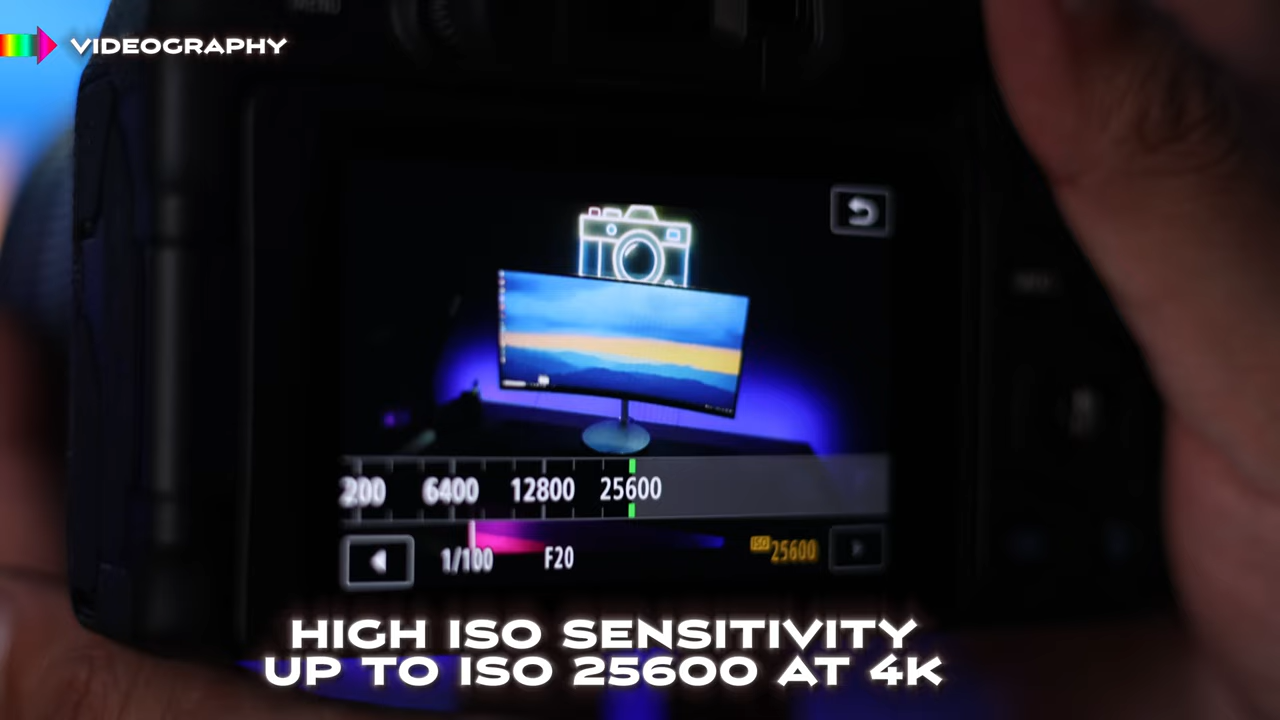 MENU
VIDEOGRAPHY
200 6400 12800 25600
1/100 F20 ISO 25600
HIGH ISO SENSITIVITY
UP TO ISO 25600 AT 4K